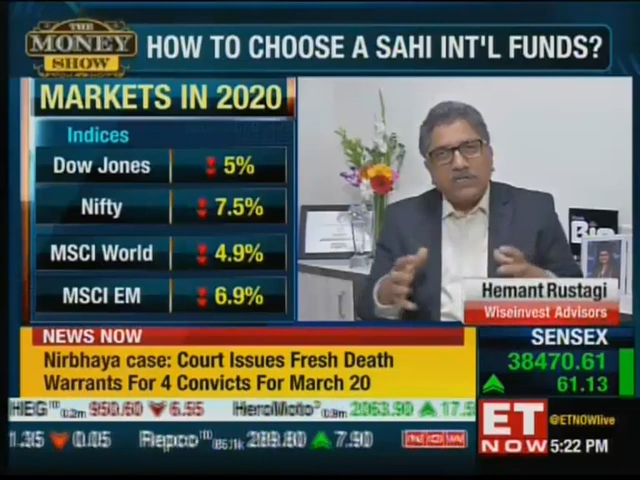 THE
MONEY
SHOW
HOW TO CHOOSE A SAHI INT'L FUNDS?
MARKETS IN 2020
Indices
Dow Jones 5%
Nifty 7.5%
MSCI World 4.9%
MSCI EM 6.9%
Hemant Rustagi
Wiseinvest Advisors
NEWS NOW
Nirbhaya case: Court Issues Fresh Death
Warrants For 4 Convicts For March 20
SENSEX
38470.61
61.13
HEG 0.2m 950.60 6.55 HeroMoto 0.9m 2063.90 17.5
1.35 0.05 Repco 289.80 7.90
ET
NOW
@ETNOWlive
5:22 PM